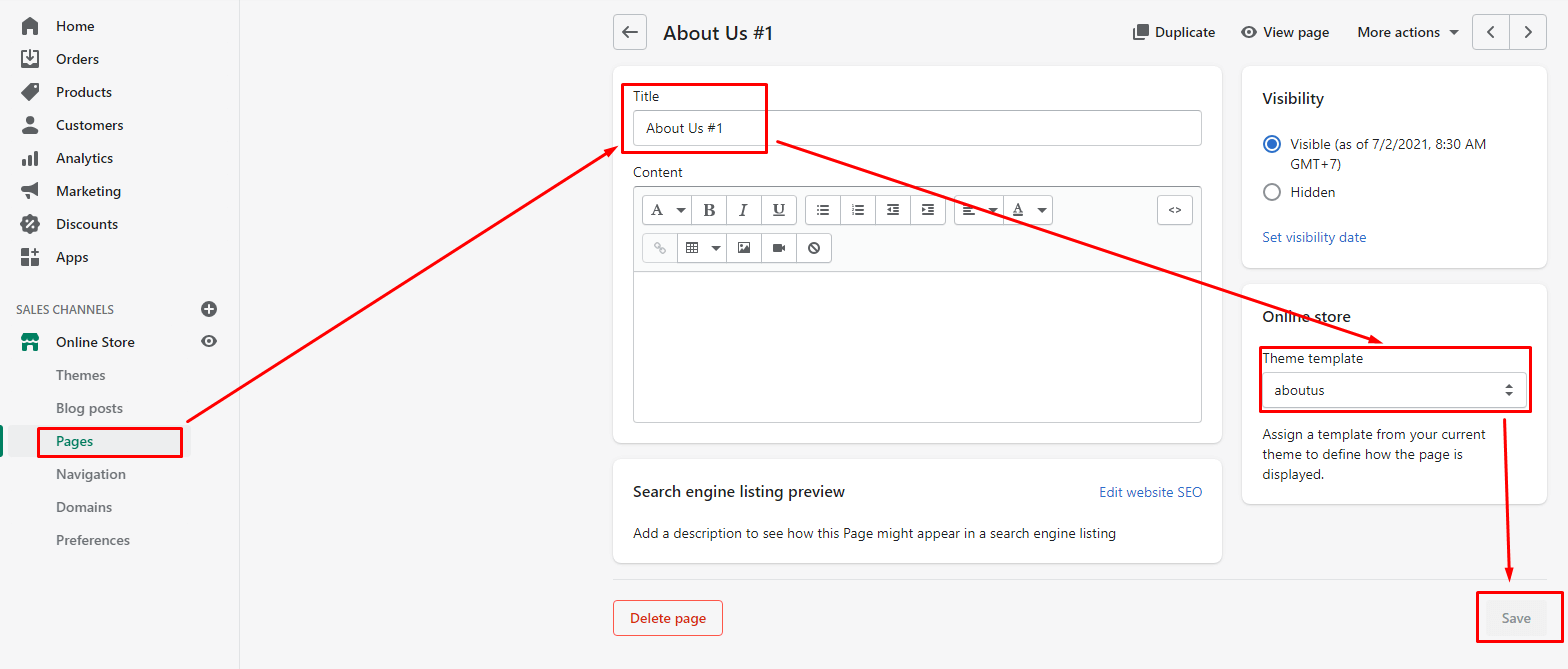 Home
Orders
Products
Customers
Analytics
Marketing
Discounts
Apps
SALES CHANNELS
Online Store
Themes
Blog posts
Pages
Navigation
Domains
Preferences
About Us #1
Duplicate
View page
More actions
Title
About Us #1
Content
A
B
I
U
A
<>
Search engine listing preview
Edit website SEO
Add a description to see how this Page might appear in a search engine listing
Delete page
Visibility
Visible (as of 7/2/2021, 8:30 AM
GMT+7)
Hidden
Set visibility date
Online store
Theme template
aboutus
Assign a template from your current
theme to define how the page is
displayed.
Save